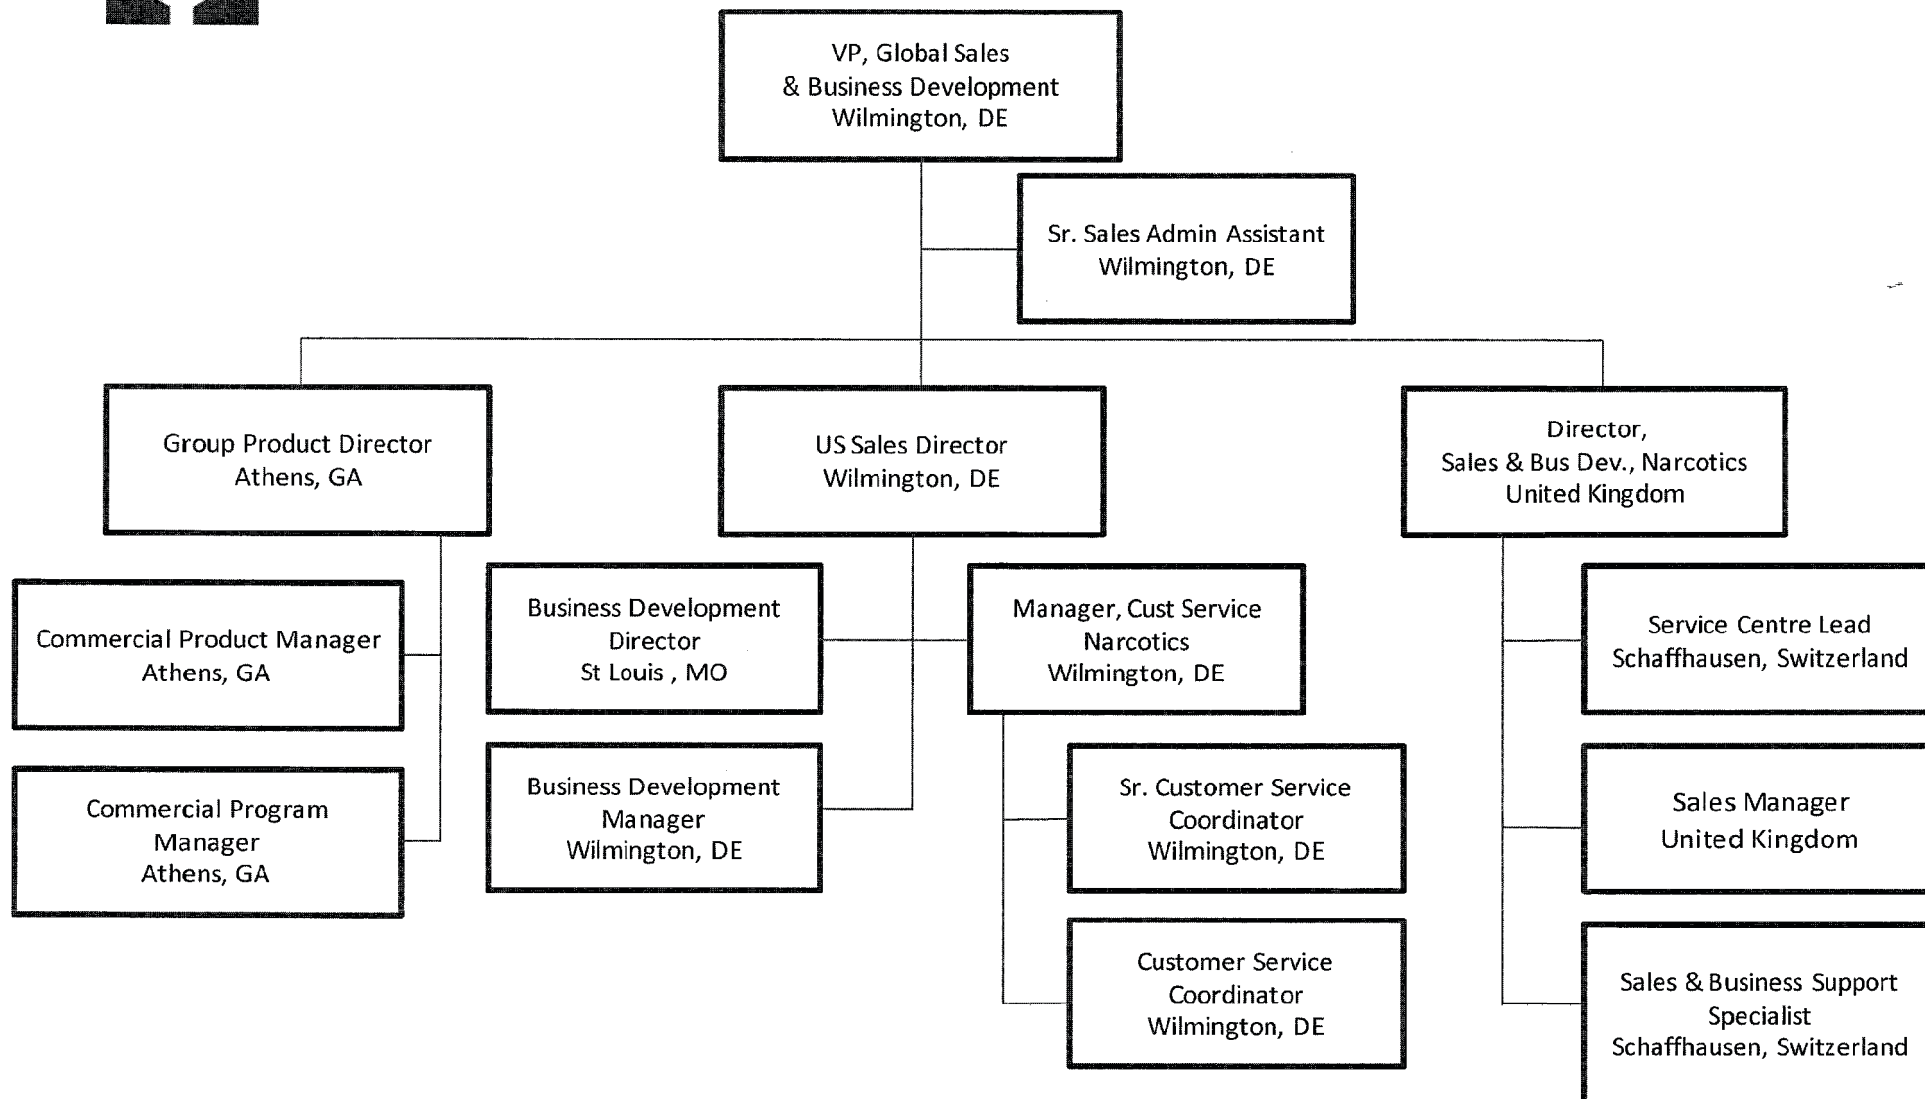 VP, Global Sales
& Business Development
Wilmington, DE
Sr. Sales Admin Assistant
Wilmington, DE
Group Product Director
Athens, GA
US Sales Director
Wilmington, DE
Director,
Sales & Bus Dev., Narcotics
United Kingdom
Commercial Product Manager
Athens, GA
Commercial Program
Manager
Athens, GA
Business Development
Director
St Louis , MO
Business Development
Manager
Wilmington, DE
Manager, Cust Service
Narcotics
Wilmington, DE
Sr. Customer Service
Coordinator
Wilmington, DE
Customer Service
Coordinator
Wilmington, DE
Service Centre Lead
Schaffhausen, Switzerland
Sales Manager
United Kingdom
Sales & Business Support
Specialist
Schaffhausen, Switzerland